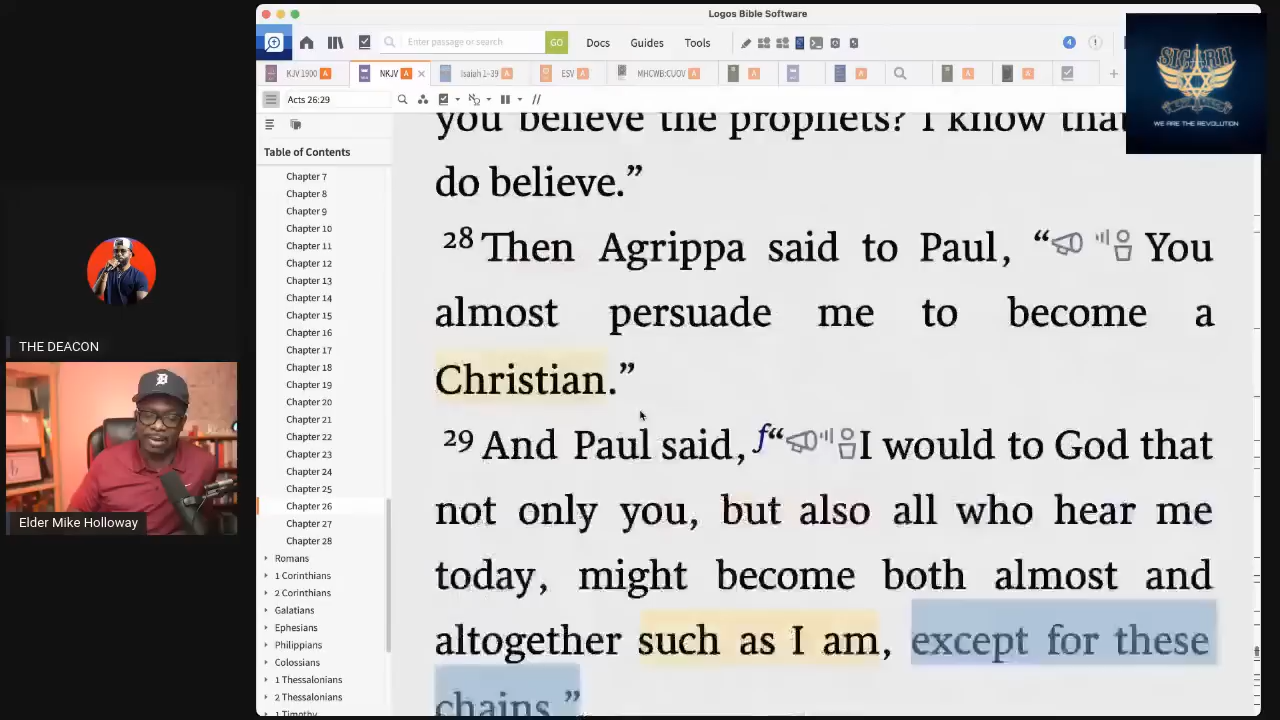 Logos Bible Software
Enter passage or search
GO
Docs
Guides
Tools
4
KJV 1900 A
NKJV A
Isaiah 1–39 A
ESV A
MHCWB:CUOV A
A
A
A
A
Acts 26:29
Table of Contents
Chapter 7
Chapter 8
Chapter 9
Chapter 10
Chapter 11
Chapter 12
Chapter 13
Chapter 14
Chapter 15
Chapter 16
Chapter 17
Chapter 18
Chapter 19
Chapter 20
Chapter 21
Chapter 22
Chapter 23
Chapter 24
Chapter 25
Chapter 26
Chapter 27
Chapter 28
Romans
1 Corinthians
2 Corinthians
Galatians
Ephesians
Philippians
Colossians
1 Thessalonians
2 Thessalonians
1 Timothy
you believe the prophets? I know that
do believe.”
28 Then Agrippa said to Paul, “You
almost persuade me to become a
Christian.”
29 And Paul said, f “I would to God that
not only you, but also all who hear me
today, might become both almost and
altogether such as I am, except for these
chains.”
SICARII
WE ARE THE REVOLUTION
THE DEACON
D
Elder Mike Holloway